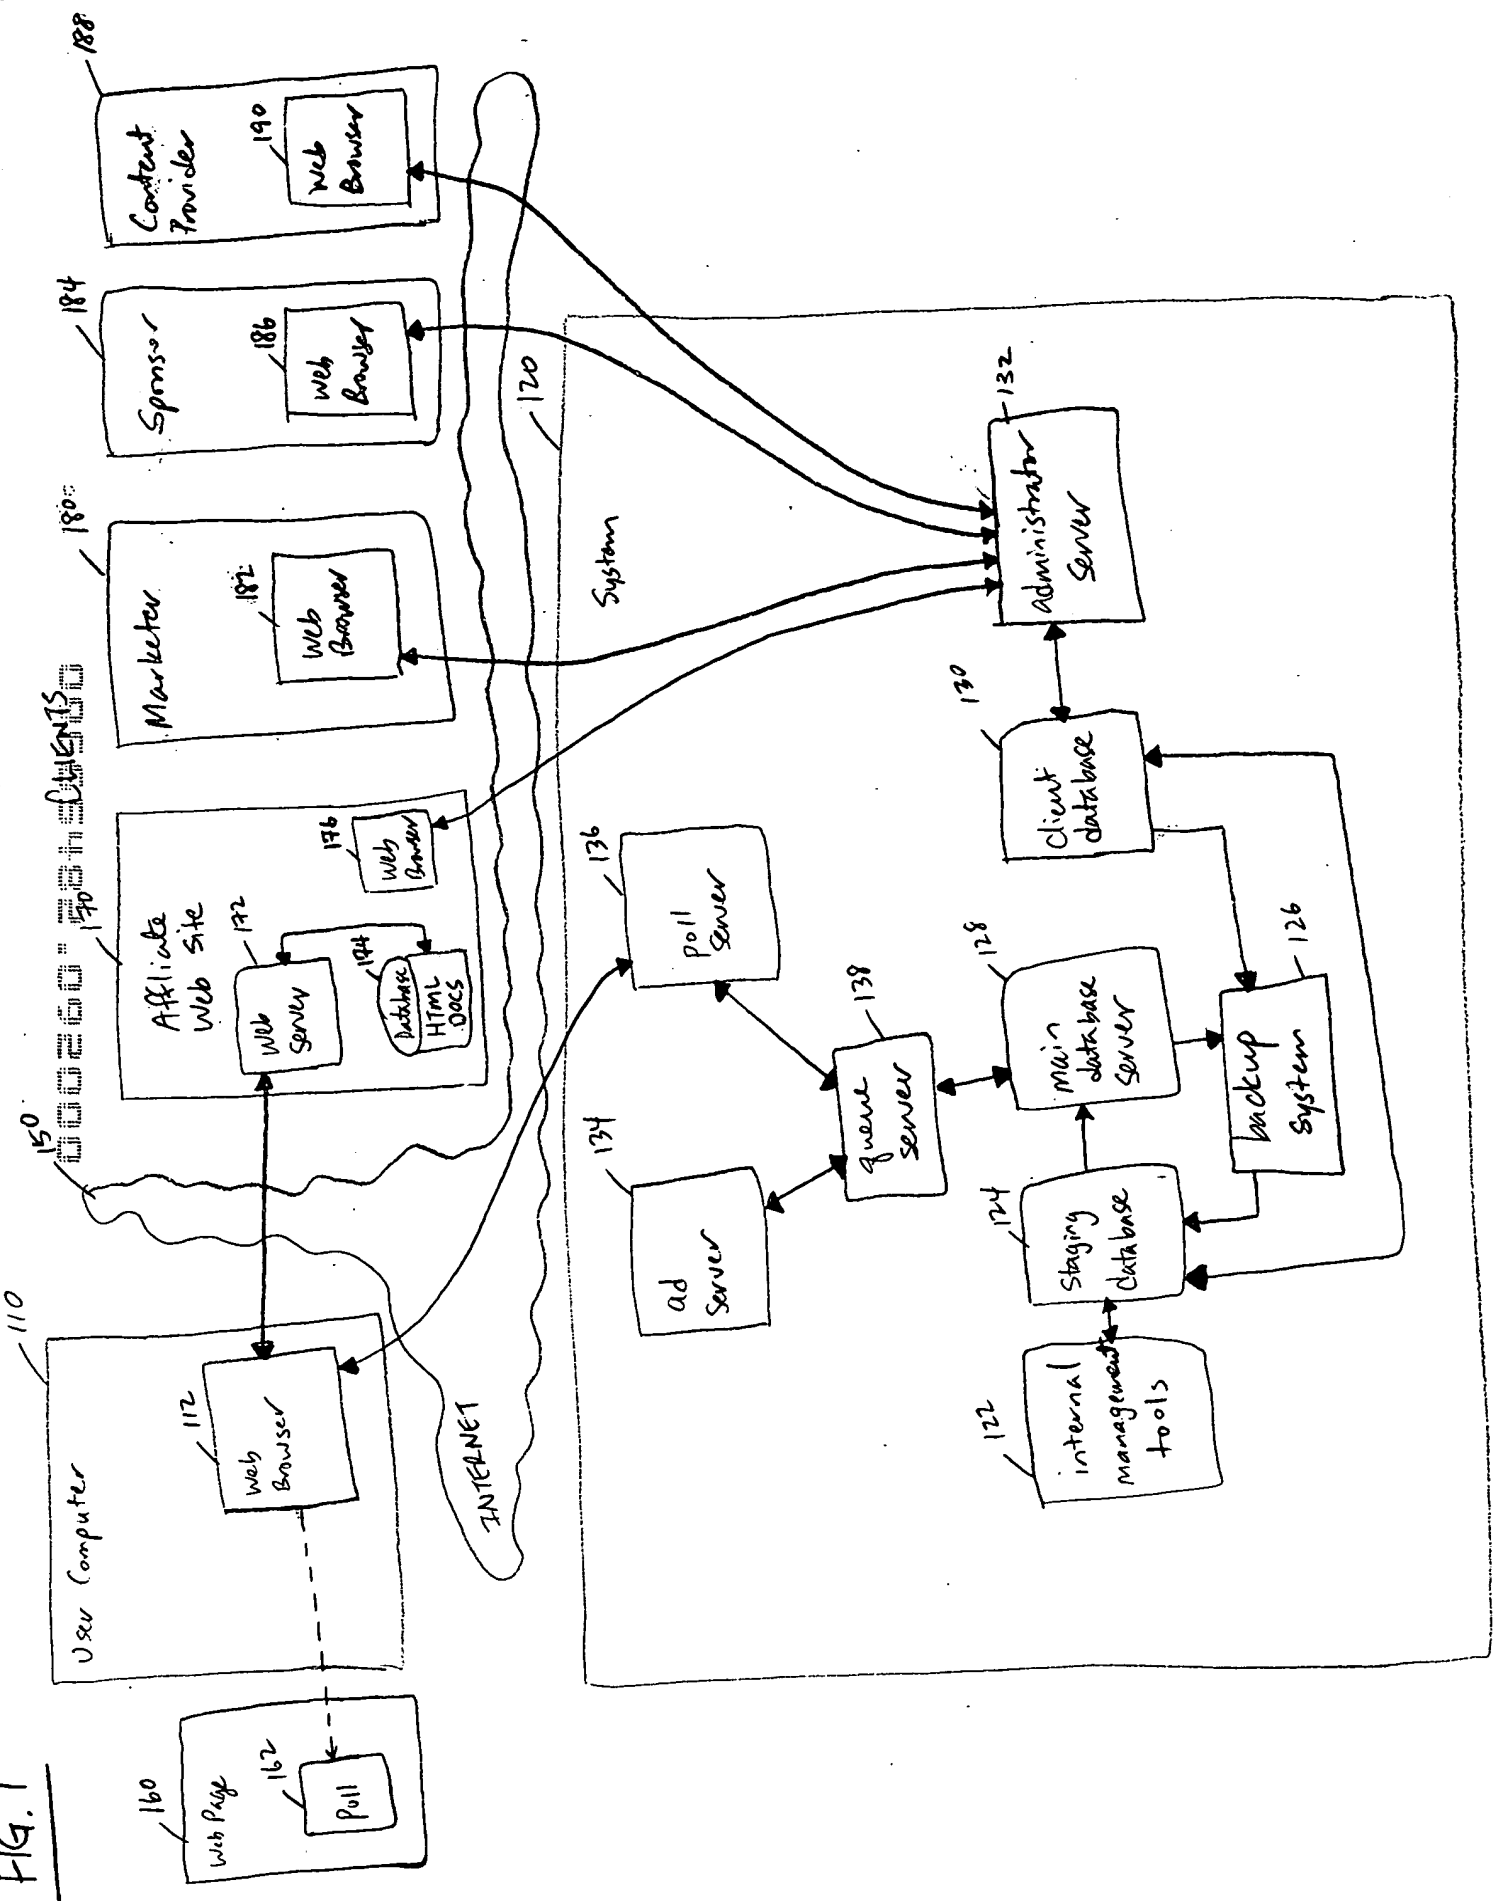 FIG. 1
160
Web Page
162
Poll
110
User Computer
112
Web
Browser
150
INTERNET
CLIENTS
170
Affiliate
Web Site
172
Web
Server
174
Database
HTML
DOCS
176
Web
Browser
180
Marketer
182
Web
Browser
184
Sponsor
186
Web
Browser
188
Content
Provider
190
Web
Browser
120
System
134
ad
server
136
poll
server
138
queue
server
122
internal
management
tools
124
staging
database
128
main
database
server
126
backup
system
130
client
database
132
administrator
server